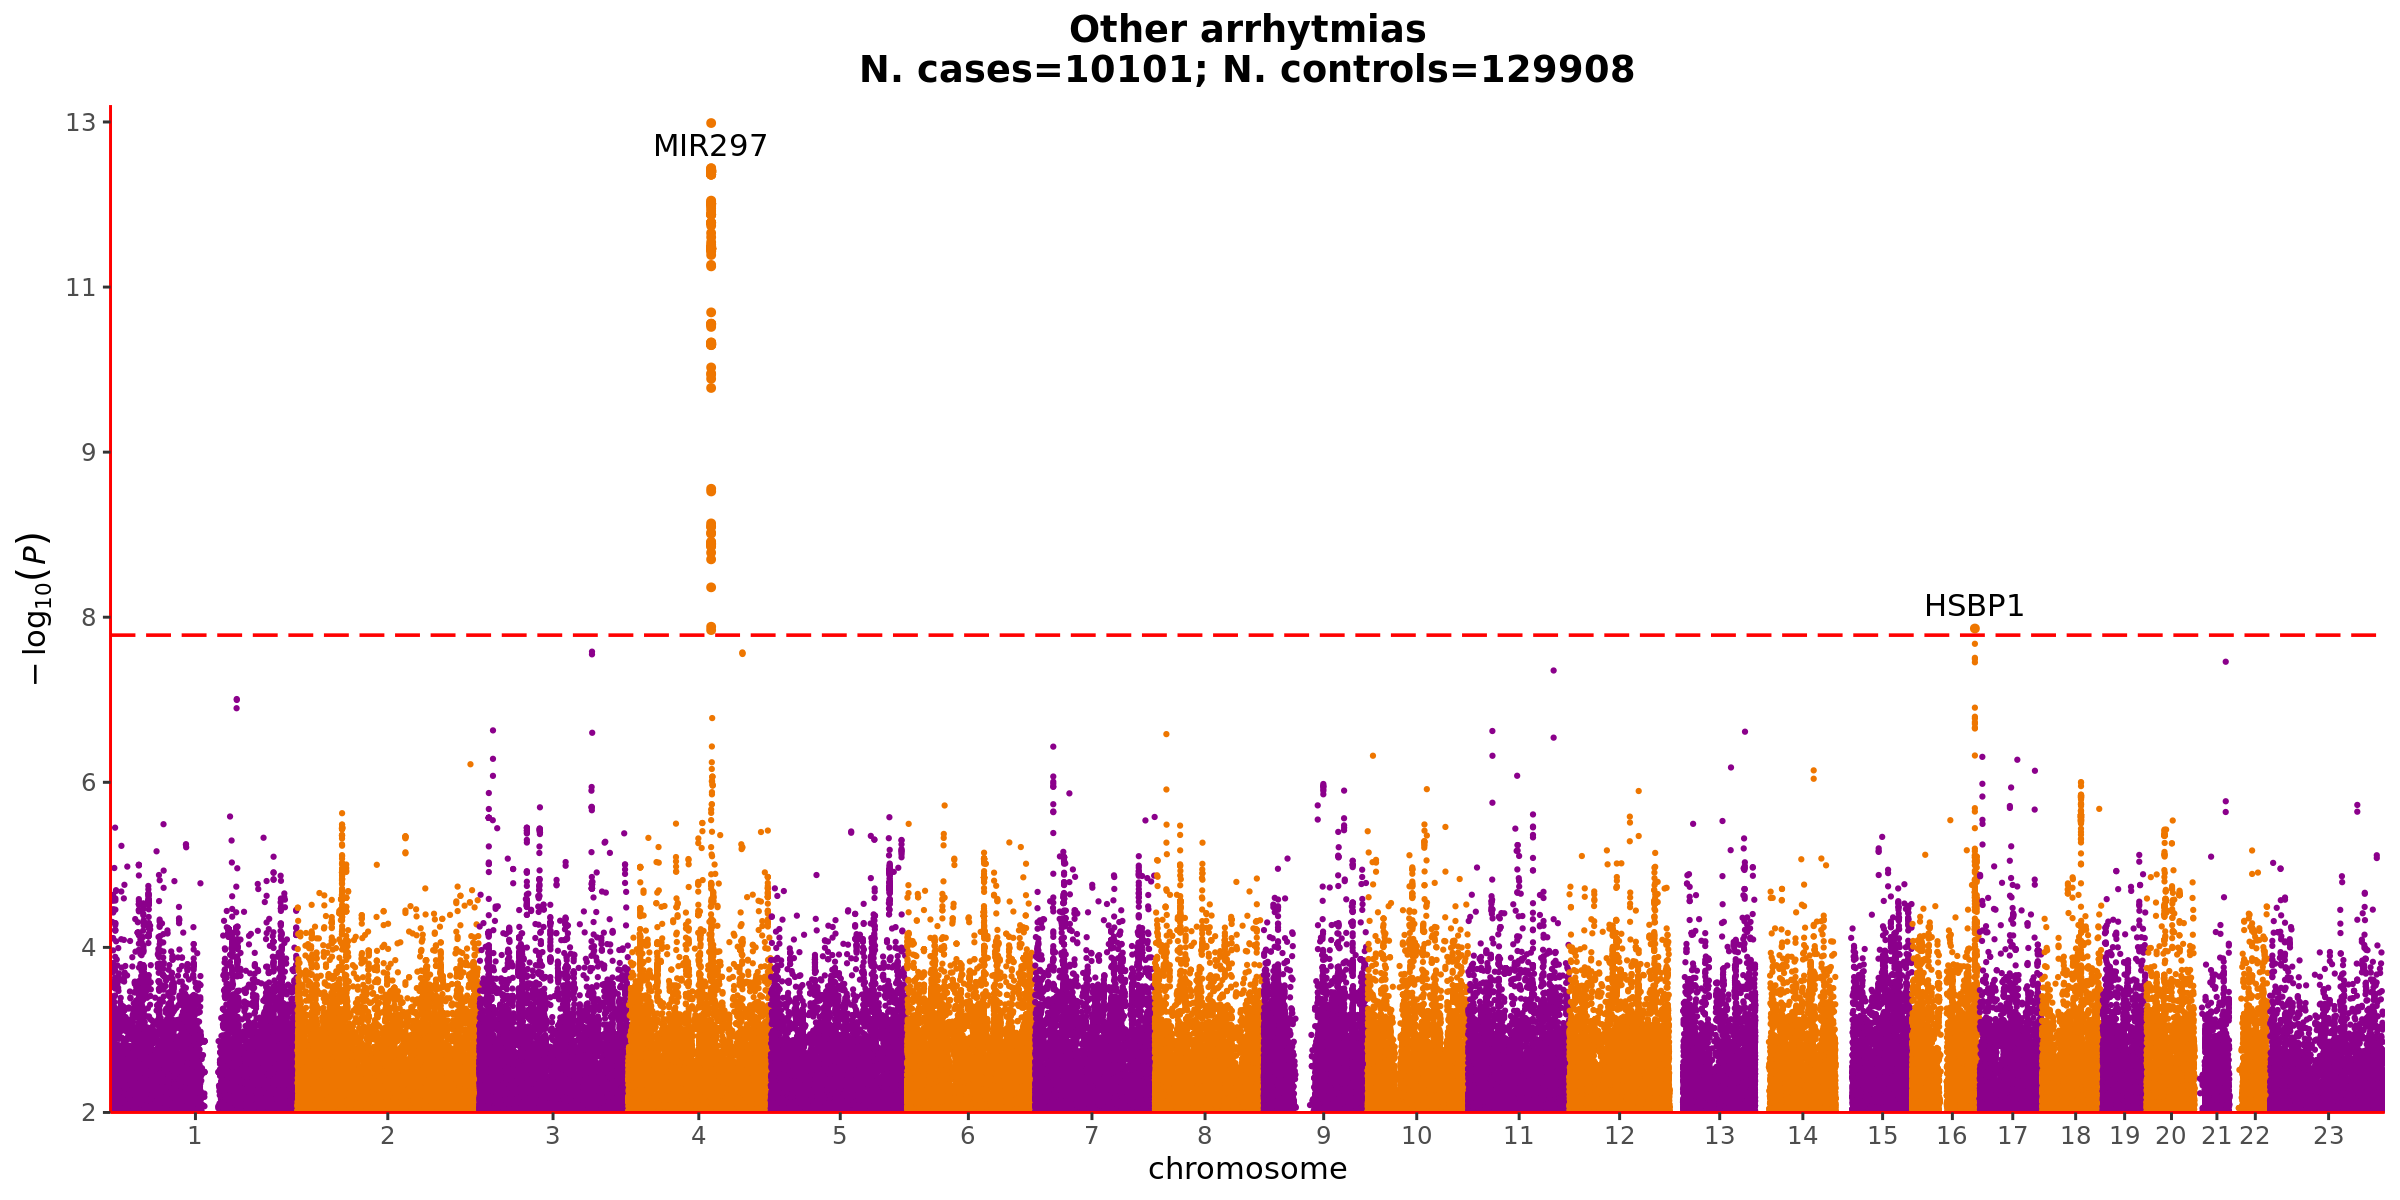 Other arrhytmias
N. cases=10101; N. controls=129908
13
MIR297
11
9
HSBP1
8
6
4
2
− log10(P)
1 2 3 4 5 6 7 8 9 10 11 12 13 14 15 16 17 18 19 20 21 22 23
chromosome